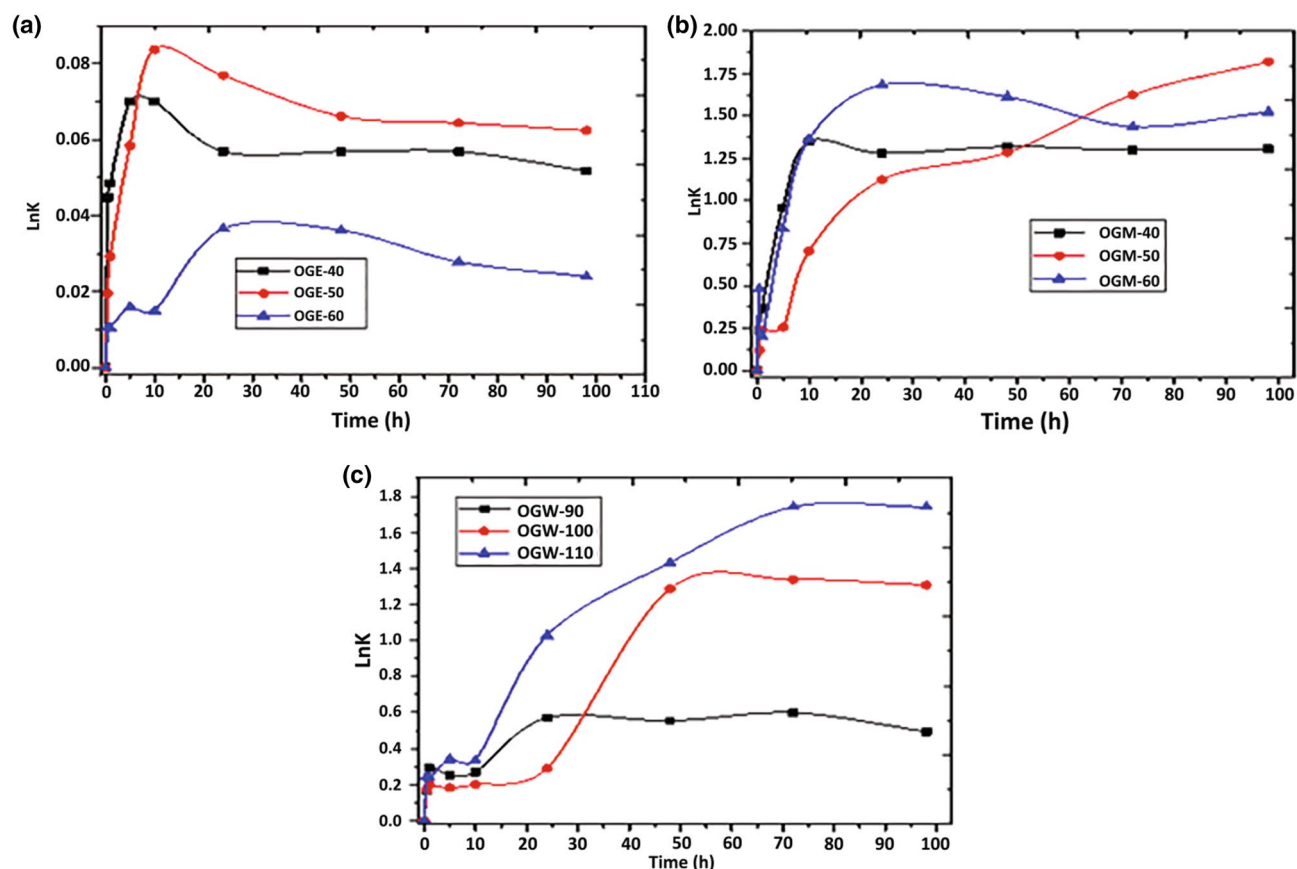 (a)
0.08
0.06
0.04
0.02
0.00
LnK
OGE-40
OGE-50
OGE-60
0 10 20 30 40 50 60 70 80 90 100 110
Time (h)
(b)
2.00
1.75
1.50
1.25
1.00
0.75
0.50
0.25
0.00
LnK
OGM-40
OGM-50
OGM-60
0 10 20 30 40 50 60 70 80 90 100
Time (h)
(c)
1.8
1.6
1.4
1.2
1.0
0.8
0.6
0.4
0.2
0.0
LnK
OGW-90
OGW-100
OGW-110
0 10 20 30 40 50 60 70 80 90 100
Time (h)